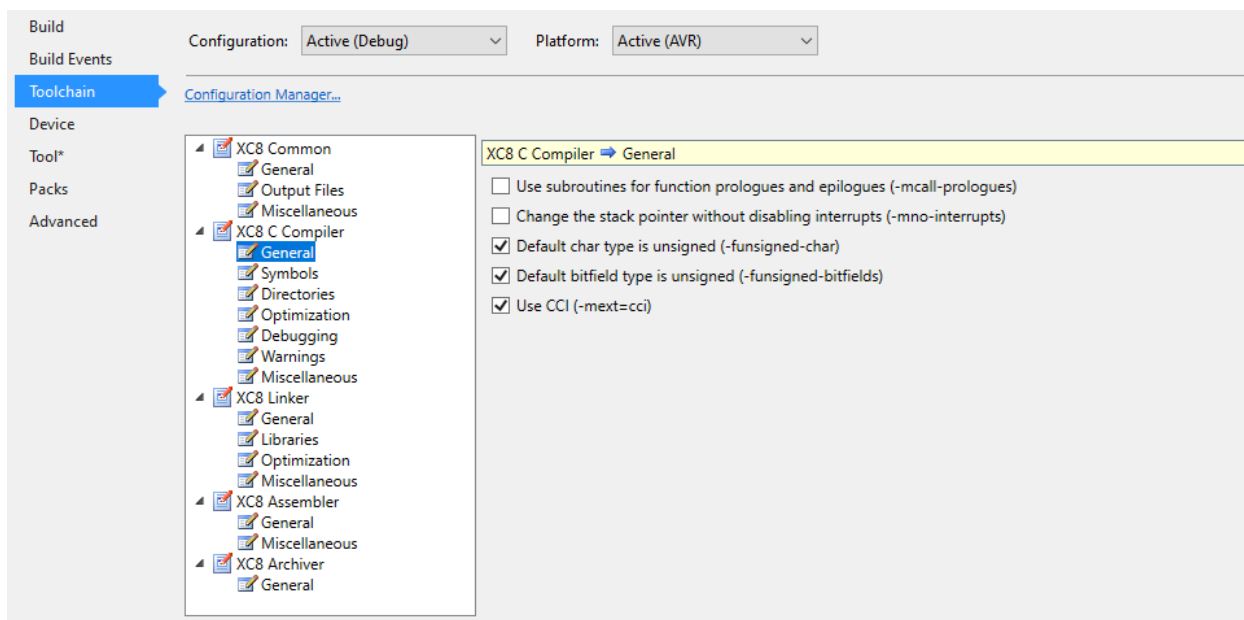 Build
Build Events
Toolchain
Device
Tool*
Packs
Advanced
Configuration: Active (Debug) Platform: Active (AVR)
Configuration Manager...
XC8 Common
General
Output Files
Miscellaneous
XC8 C Compiler
General
Symbols
Directories
Optimization
Debugging
Warnings
Miscellaneous
XC8 Linker
General
Libraries
Optimization
Miscellaneous
XC8 Assembler
General
Miscellaneous
XC8 Archiver
General
XC8 C Compiler ➡ General
Use subroutines for function prologues and epilogues (-mcall-prologues)
Change the stack pointer without disabling interrupts (-mno-interrupts)
Default char type is unsigned (-funsigned-char)
Default bitfield type is unsigned (-funsigned-bitfields)
Use CCI (-mext=cci)